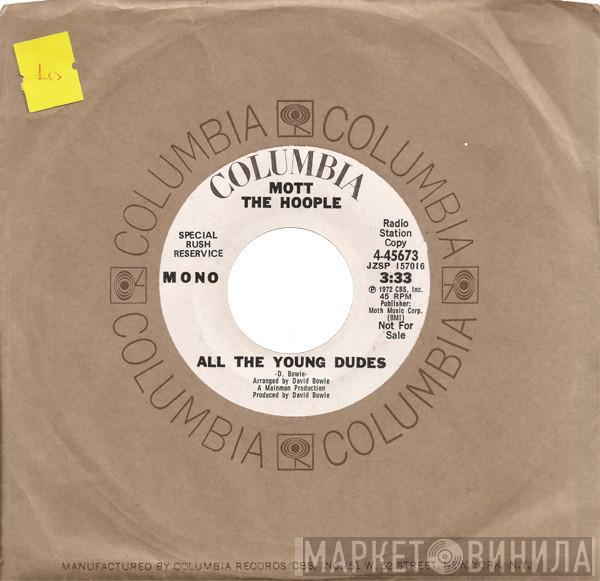 Lo
COLUMBIA
COLUMBIA
COLUMBIA
COLUMBIA
COLUMBIA
MOTT
THE HOOPLE
SPECIAL
RUSH
RESERVICE
MONO
Radio
Station
Copy
4-45673
JZSP 157016
3:33
℗ 1972 CBS, Inc.
45 RPM
Publisher:
Moth Music Corp.
(BMI)
Not For
Sale
ALL THE YOUNG DUDES
-D. Bowie-
Arranged by David Bowie
A Mainman Production
Produced by David Bowie
MANUFACTURED BY COLUMBIA RECORDS/CBS, INC./51 W. 52 STREET, NEW YORK, N.Y.
МАРКЕТ ВИНИЛА